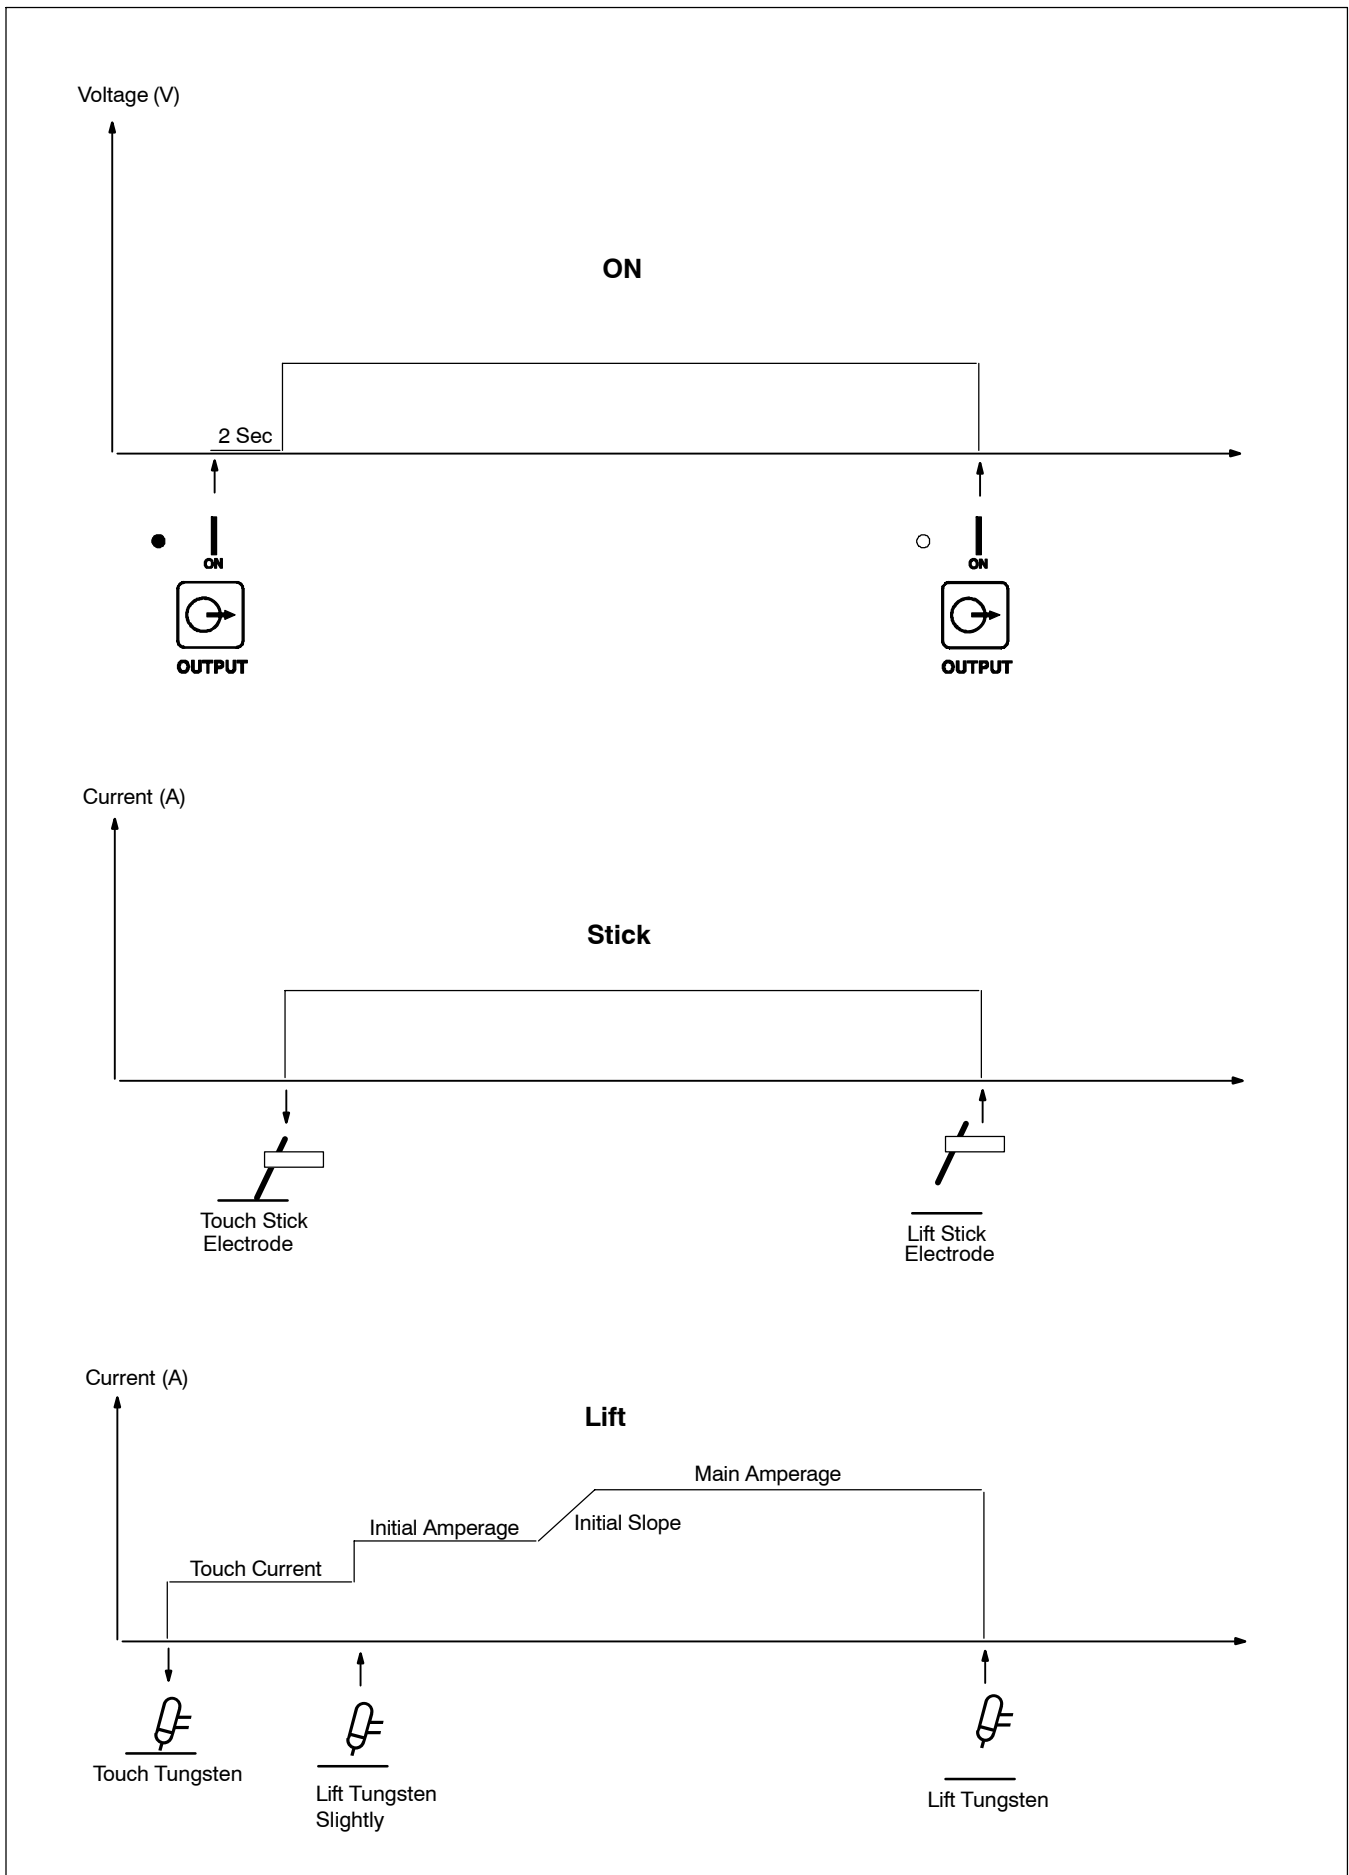 Voltage (V)
ON
2 Sec
ON
ON
OUTPUT
OUTPUT
Current (A)
Stick
Touch Stick
Electrode
Lift Stick
Electrode
Current (A)
Lift
Main Amperage
Initial Amperage
Initial Slope
Touch Current
Touch Tungsten
Lift Tungsten
Slightly
Lift Tungsten